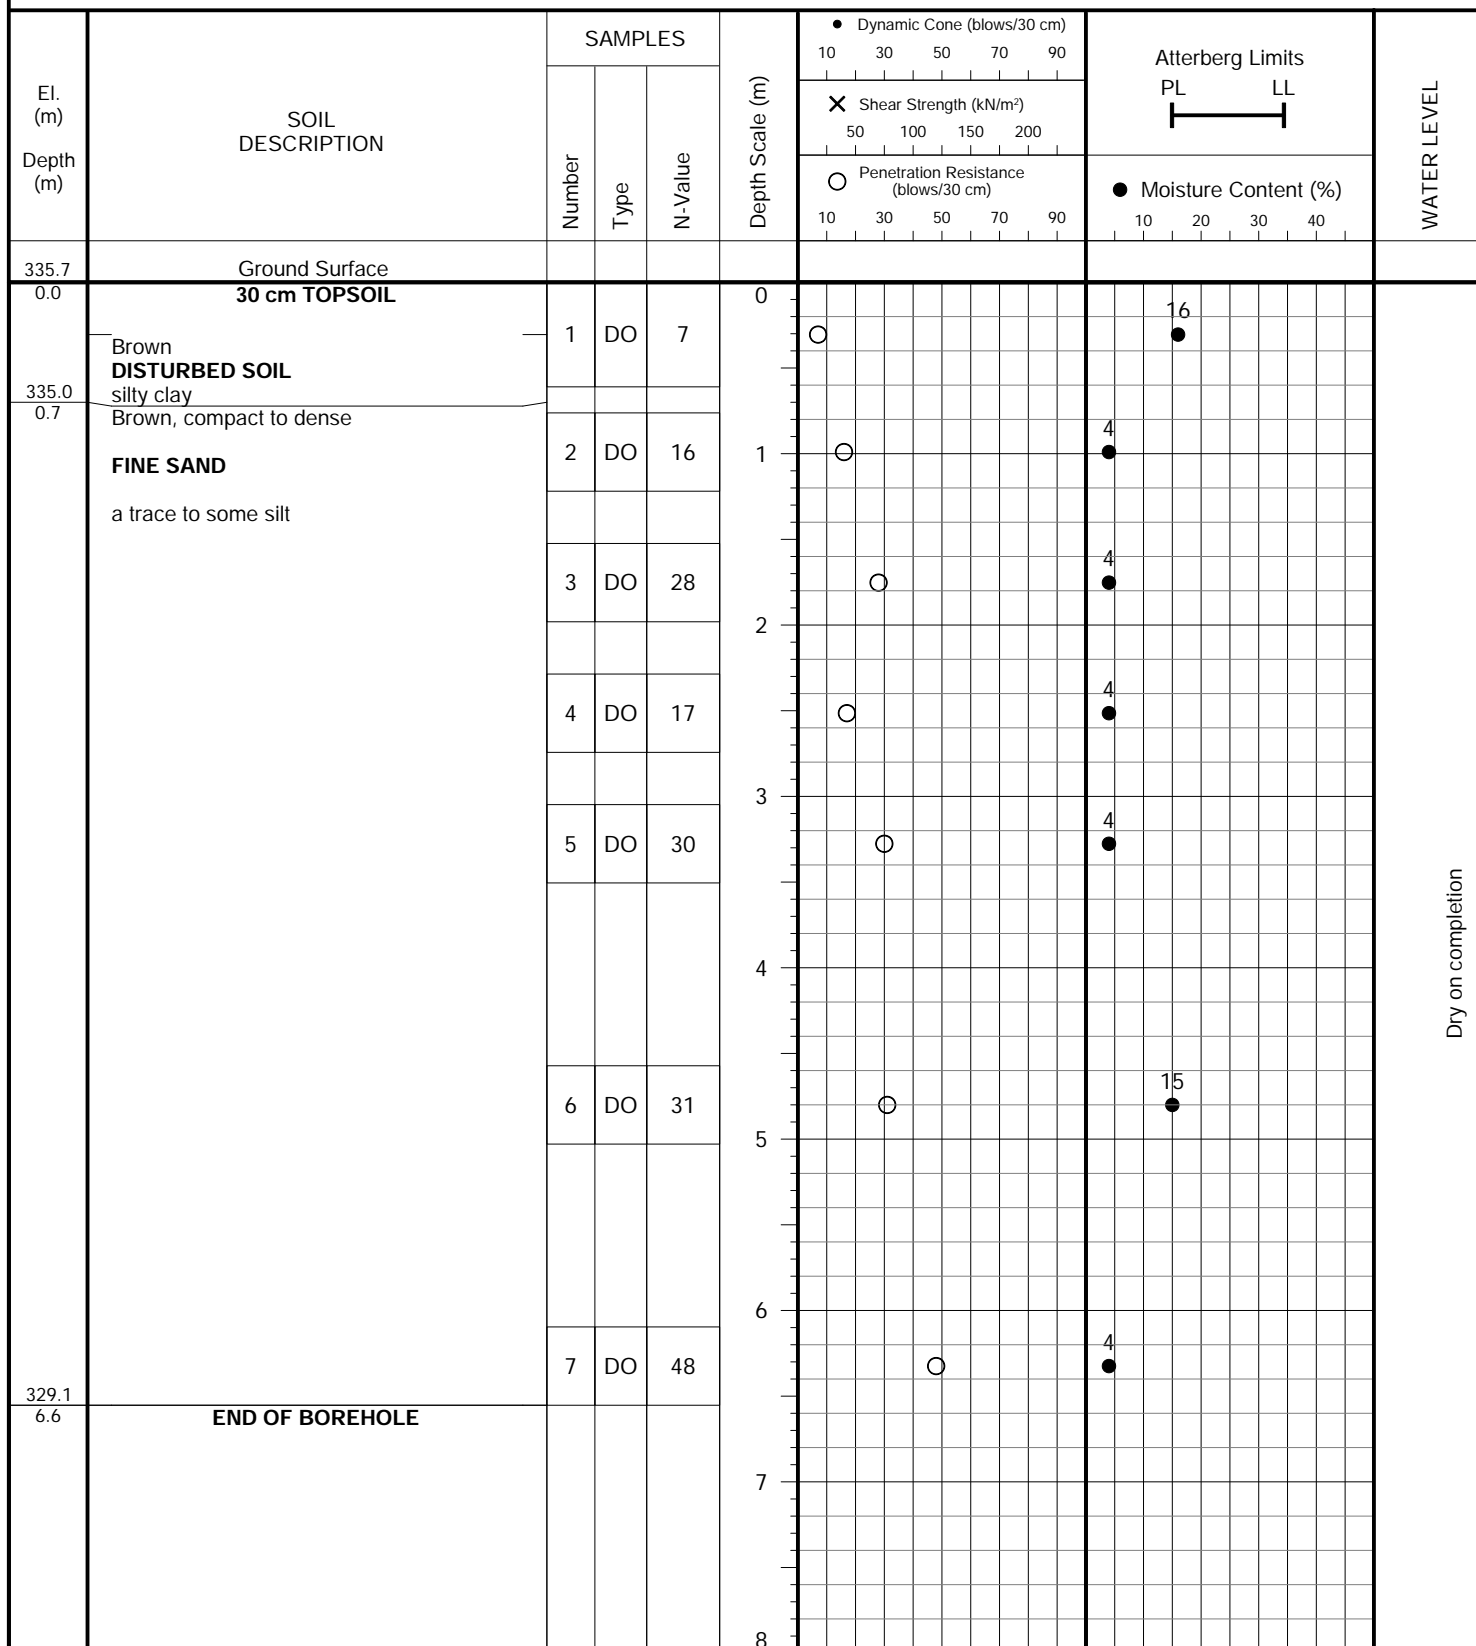 El.
(m)
Depth
(m)
SOIL
DESCRIPTION
SAMPLES
Number
Type
N-Value
Depth Scale (m)
● Dynamic Cone (blows/30 cm)
10 30 50 70 90
X Shear Strength (kN/m²)
50 100 150 200
O Penetration Resistance
(blows/30 cm)
10 30 50 70 90
Atterberg Limits
PL LL
● Moisture Content (%)
10 20 30 40
WATER LEVEL
335.7 Ground Surface
0.0 30 cm TOPSOIL 0
16
1 DO 7
Brown
DISTURBED SOIL
335.0 silty clay
0.7 Brown, compact to dense
4
2 DO 16 1
FINE SAND
a trace to some silt
4
3 DO 28
2
4
4 DO 17
3
4
5 DO 30
4
Dry on completion
15
6 DO 31
5
6
4
7 DO 48
329.1
6.6 END OF BOREHOLE
7
8